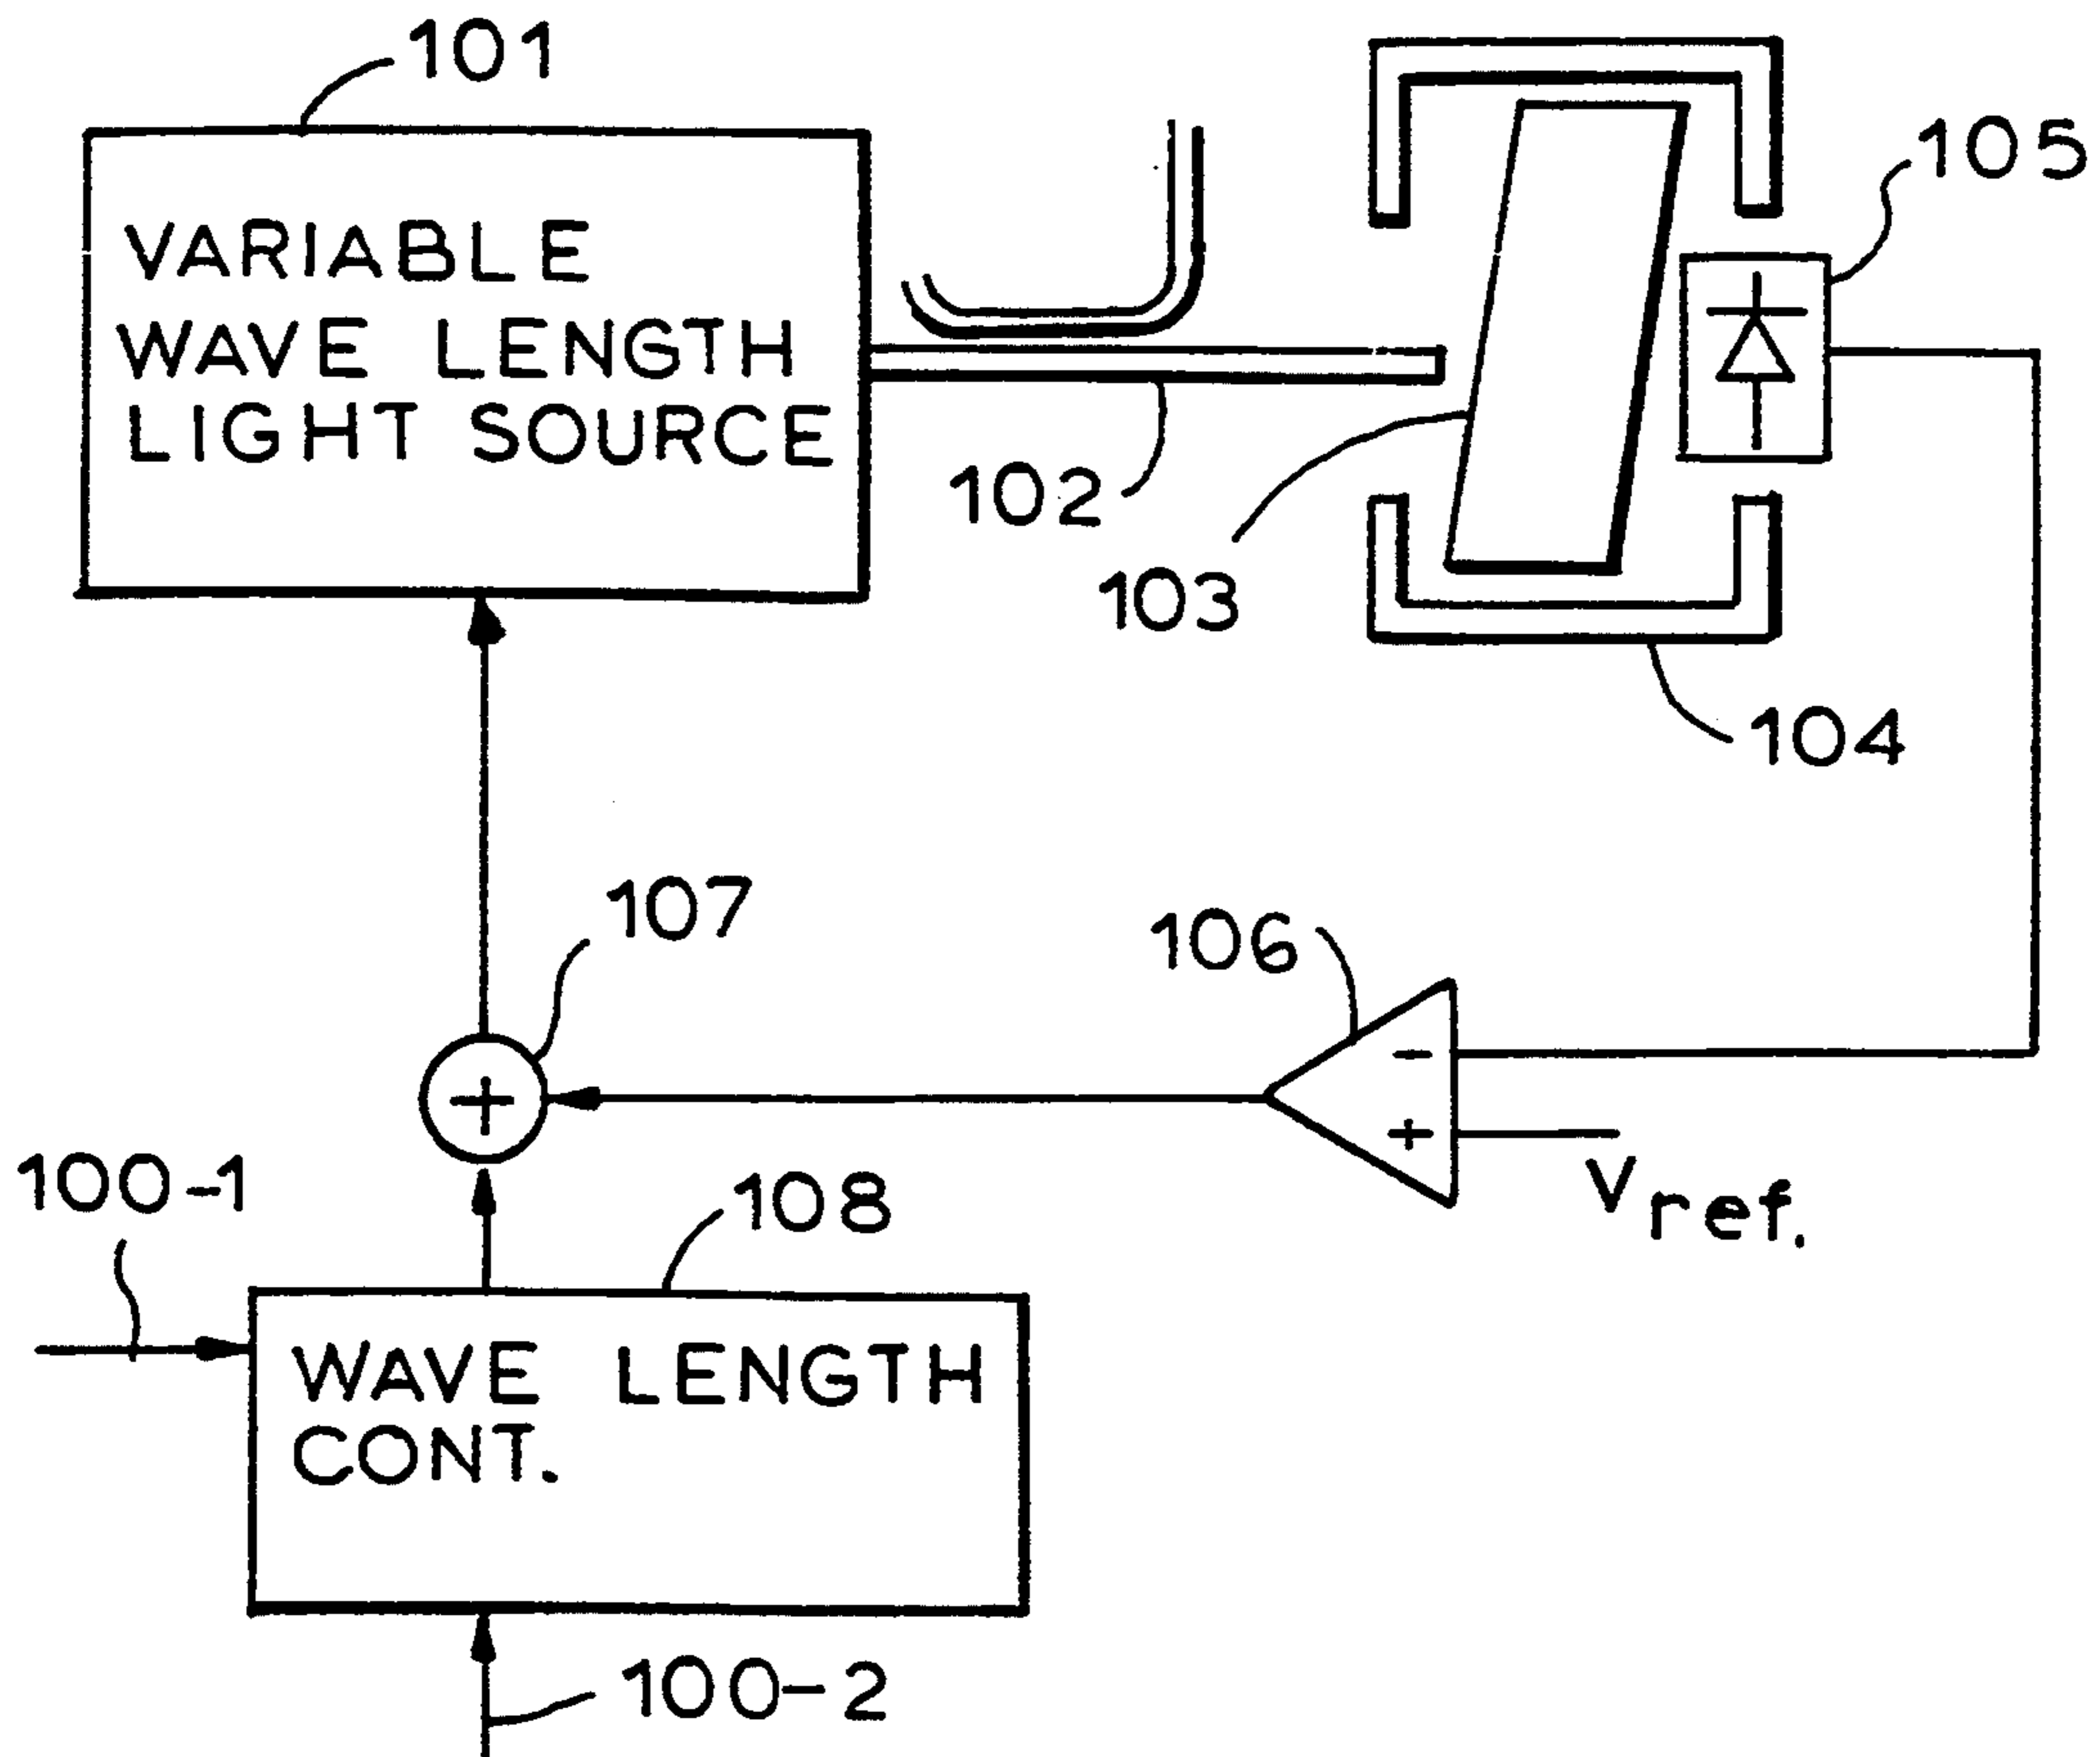 101
105
VARIABLE
WAVE LENGTH
LIGHT SOURCE
102
103
104
107
106
-
+
+
Vref.
100-1
108
WAVE LENGTH
CONT.
100-2